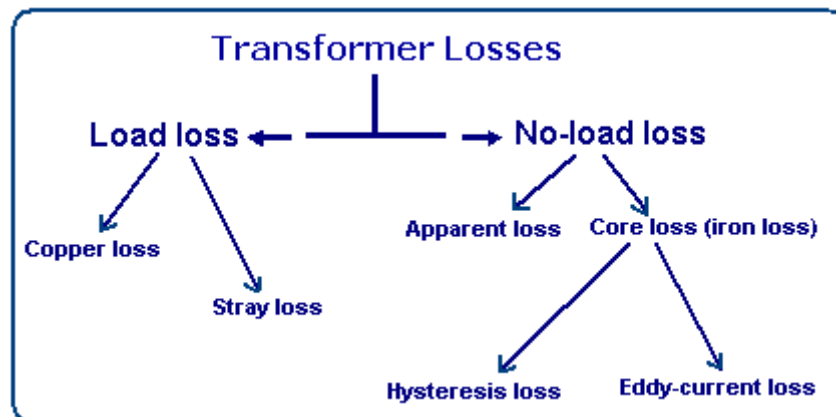 Transformer Losses
Load loss
No-load loss
Apparent loss
Core loss (iron loss)
Copper loss
Stray loss
Hysteresis loss
Eddy-current loss